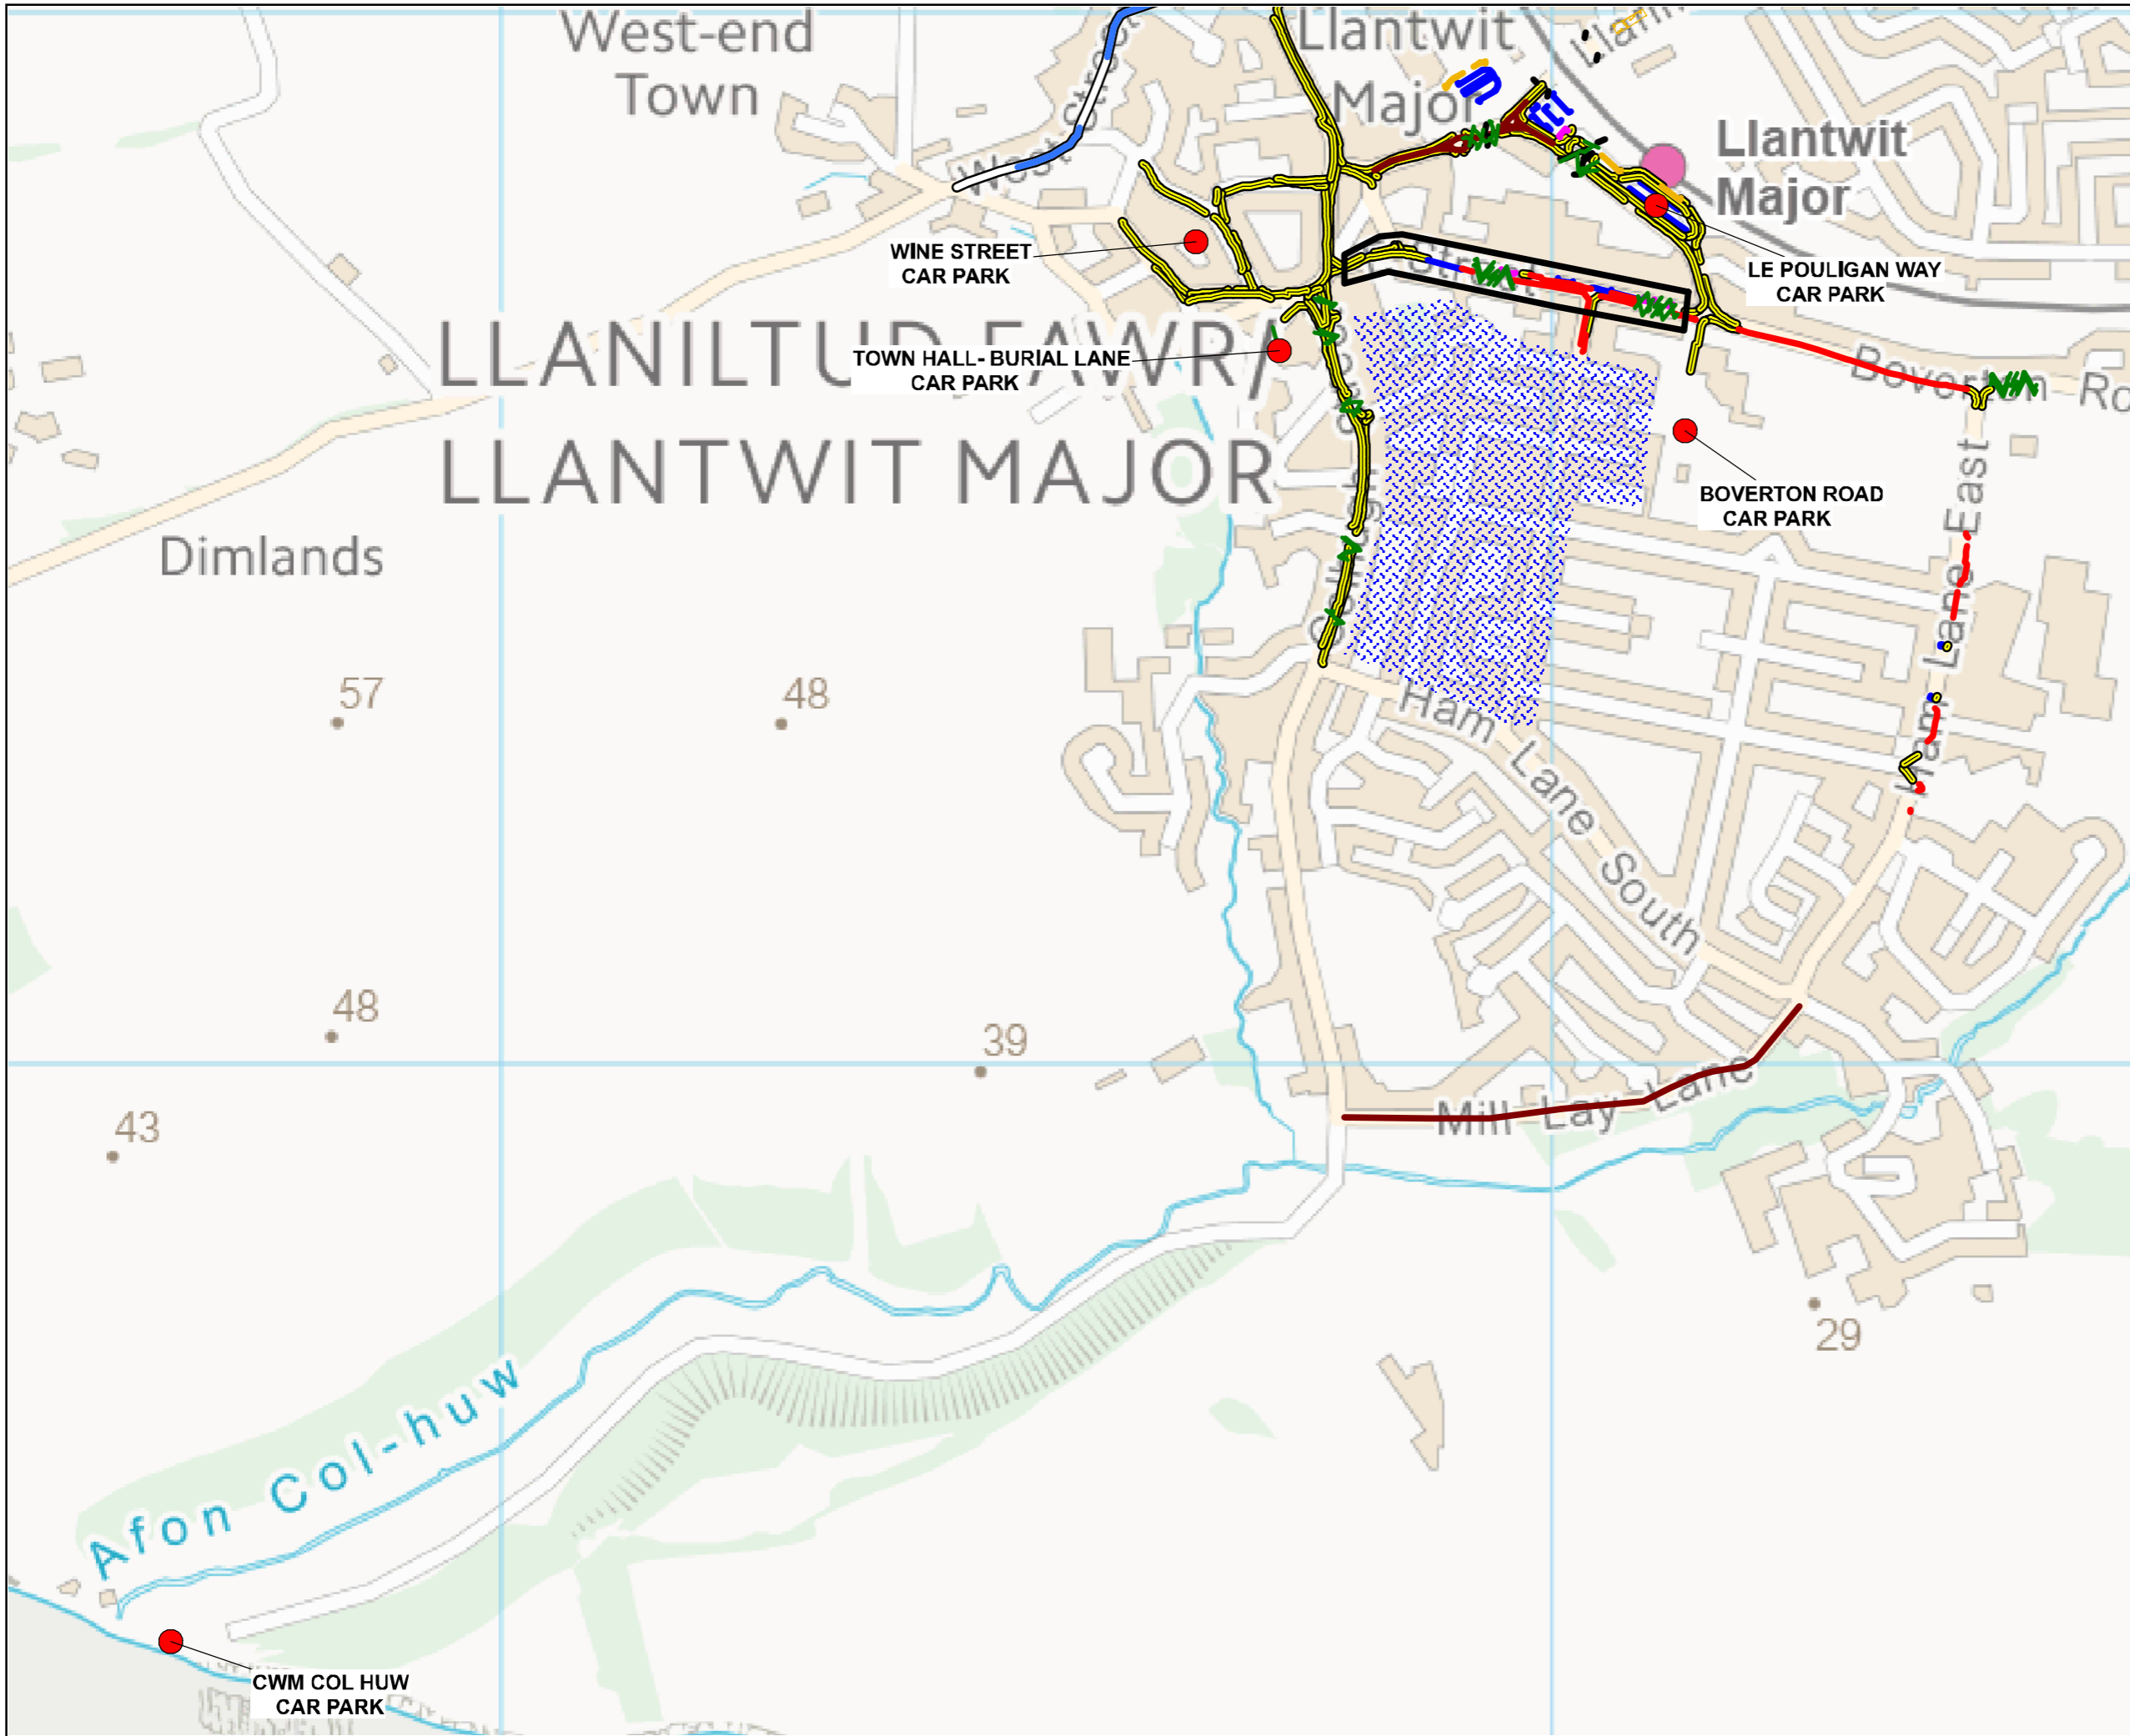 West-end
Town
Llantwit
Major
West Street
Llantwit
Major
WINE STREET
CAR PARK
LE POULIGAN WAY
CAR PARK
TOWN HALL- BURIAL LANE
CAR PARK
LLANILTUD FAWR/
LLANTWIT MAJOR
Boverton Ro
BOVERTON ROAD
CAR PARK
Dimlands
Ham Lane East
57
48
Ham Lane South
48
39
43
Mill Lay Lane
29
Afon Col-huw
CWM COL HUW
CAR PARK